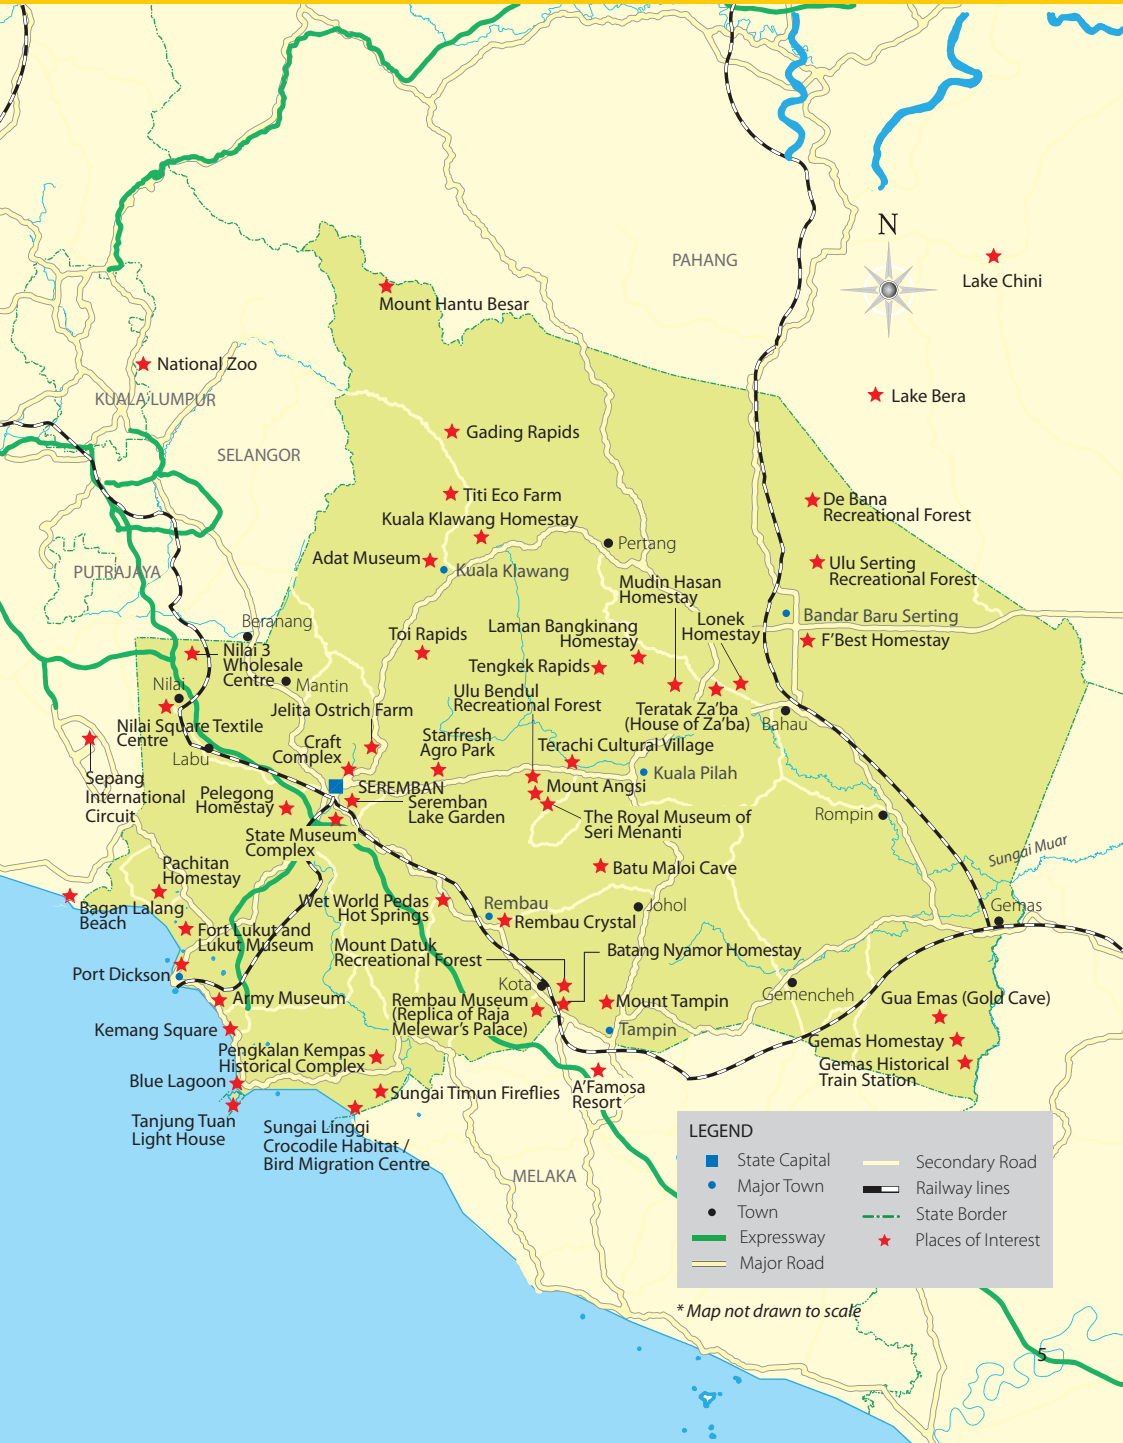 N
PAHANG
Lake Chini
Mount Hantu Besar
National Zoo
KUALA LUMPUR
Lake Bera
Gading Rapids
SELANGOR
Titi Eco Farm
De Bana
Recreational Forest
Kuala Klawang Homestay
Pertang
Adat Museum
Kuala Klawang
Ulu Serting
Recreational Forest
PUTRAJAYA
Mudin Hasan
Homestay
Beranang
Toi Rapids
Laman Bangkinang
Homestay
Lonek
Homestay
Bandar Baru Serting
F'Best Homestay
Nilai 3
Wholesale
Centre
Tengkek Rapids
Nilai
Mantin
Ulu Bendul
Recreational Forest
Jelita Ostrich Farm
Teratak Za'ba
(House of Za'ba)
Bahau
Nilai Square Textile
Centre
Craft
Complex
Starfresh
Agro Park
Terachi Cultural Village
Labu
Sepang
International
Circuit
SEREMBAN
Kuala Pilah
Mount Angsi
Pelegong
Homestay
Seremban
Lake Garden
The Royal Museum of
Seri Menanti
Rompin
State Museum
Complex
Sungai Muar
Pachitan
Homestay
Batu Maloi Cave
Bagan Lalang
Beach
Wet World Pedas
Hot Springs
Rembau
Rembau Crystal
Johol
Gemas
Fort Lukut and
Lukut Museum
Mount Datuk
Recreational Forest
Batang Nyamor Homestay
Port Dickson
Kota
Gemencheh
Army Museum
Rembau Museum
(Replica of Raja
Melewar's Palace)
Mount Tampin
Gua Emas (Gold Cave)
Kemang Square
Tampin
Gemas Homestay
Pengkalan Kempas
Historical Complex
Gemas Historical
Train Station
Blue Lagoon
Sungai Timun Fireflies
A'Famosa
Resort
Tanjung Tuan
Light House
Sungai Linggi
Crocodile Habitat /
Bird Migration Centre
MELAKA
LEGEND
State Capital
Major Town
Town
Expressway
Major Road
Secondary Road
Railway lines
State Border
Places of Interest
* Map not drawn to scale
5